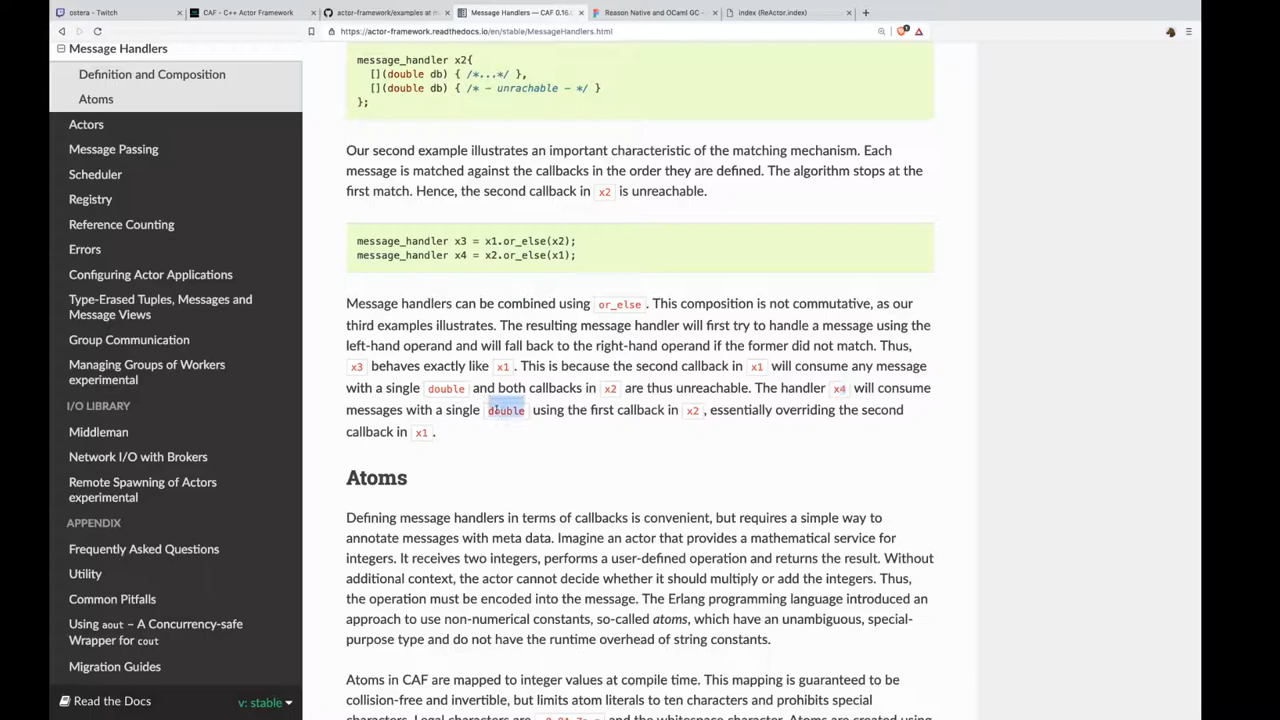 ostera - Twitch
CAF - C++ Actor Framework
actor-framework/examples at m
Message Handlers — CAF 0.16.
Reason Native and OCaml GC -
index (ReActor.index)
https://actor-framework.readthedocs.io/en/stable/MessageHandlers.html
Message Handlers
Definition and Composition
Atoms
Actors
Message Passing
Scheduler
Registry
Reference Counting
Errors
Configuring Actor Applications
Type-Erased Tuples, Messages and
Message Views
Group Communication
Managing Groups of Workers
experimental
I/O LIBRARY
Middleman
Network I/O with Brokers
Remote Spawning of Actors
experimental
APPENDIX
Frequently Asked Questions
Utility
Common Pitfalls
Using aout – A Concurrency-safe
Wrapper for cout
Migration Guides
Read the Docs
v: stable
message_handler x2{
[](double db) { /*...*/ },
[](double db) { /* - unrachable - */ }
};
Our second example illustrates an important characteristic of the matching mechanism. Each
message is matched against the callbacks in the order they are defined. The algorithm stops at the
first match. Hence, the second callback in x2 is unreachable.
message_handler x3 = x1.or_else(x2);
message_handler x4 = x2.or_else(x1);
Message handlers can be combined using or_else. This composition is not commutative, as our
third examples illustrates. The resulting message handler will first try to handle a message using the
left-hand operand and will fall back to the right-hand operand if the former did not match. Thus,
x3 behaves exactly like x1. This is because the second callback in x1 will consume any message
with a single double and both callbacks in x2 are thus unreachable. The handler x4 will consume
messages with a single double using the first callback in x2, essentially overriding the second
callback in x1.
Atoms
Defining message handlers in terms of callbacks is convenient, but requires a simple way to
annotate messages with meta data. Imagine an actor that provides a mathematical service for
integers. It receives two integers, performs a user-defined operation and returns the result. Without
additional context, the actor cannot decide whether it should multiply or add the integers. Thus,
the operation must be encoded into the message. The Erlang programming language introduced an
approach to use non-numerical constants, so-called atoms, which have an unambiguous, special-
purpose type and do not have the runtime overhead of string constants.
Atoms in CAF are mapped to integer values at compile time. This mapping is guaranteed to be
collision-free and invertible, but limits atom literals to ten characters and prohibits special
characters. Legal characters are and the whitespace character. Atoms are created using